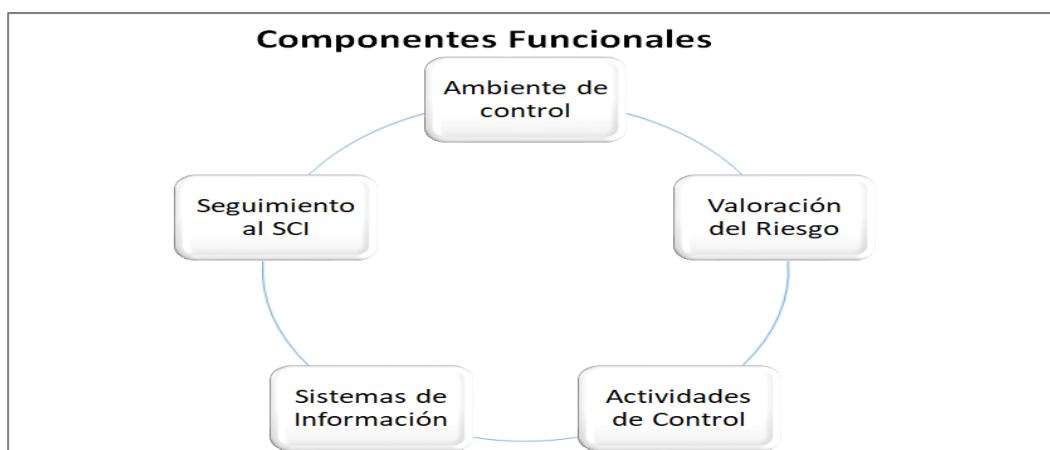 Componentes Funcionales
Ambiente de
control
Valoración
del Riesgo
Actividades
de Control
Sistemas de
Información
Seguimiento
al SCI